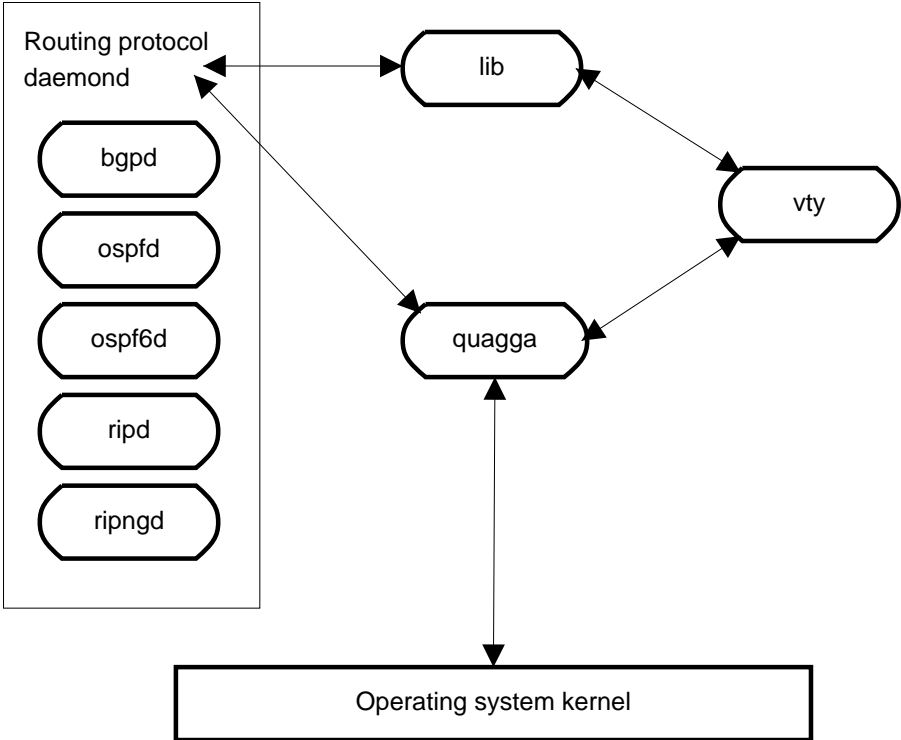 Routing protocol
daemond
lib
bgpd
vty
ospfd
ospf6d
quagga
ripd
ripngd
Operating system kernel